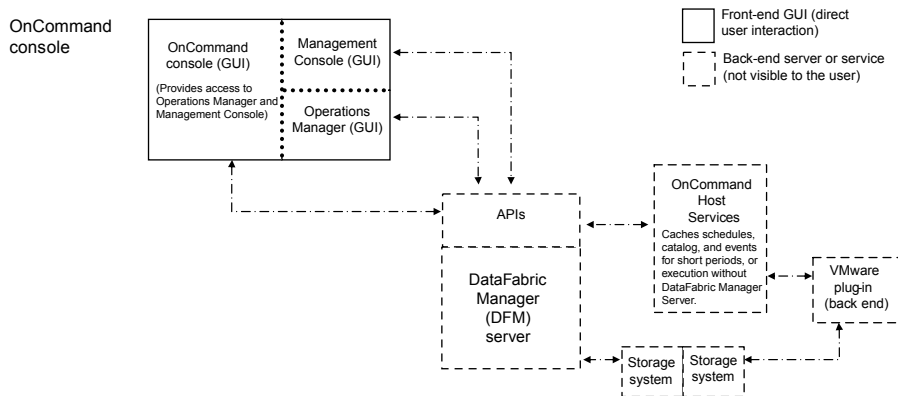 OnCommand
console
OnCommand
console (GUI)
(Provides access to
Operations Manager and
Management Console)
Management
Console (GUI)
Operations
Manager (GUI)
Front-end GUI (direct
user interaction)
Back-end server or service
(not visible to the user)
APIs
DataFabric
Manager
(DFM)
server
OnCommand
Host
Services
Caches schedules,
catalog, and events
for short periods, or
execution without
DataFabric Manager
Server.
VMware
plug-in
(back end)
Storage
system
Storage
system